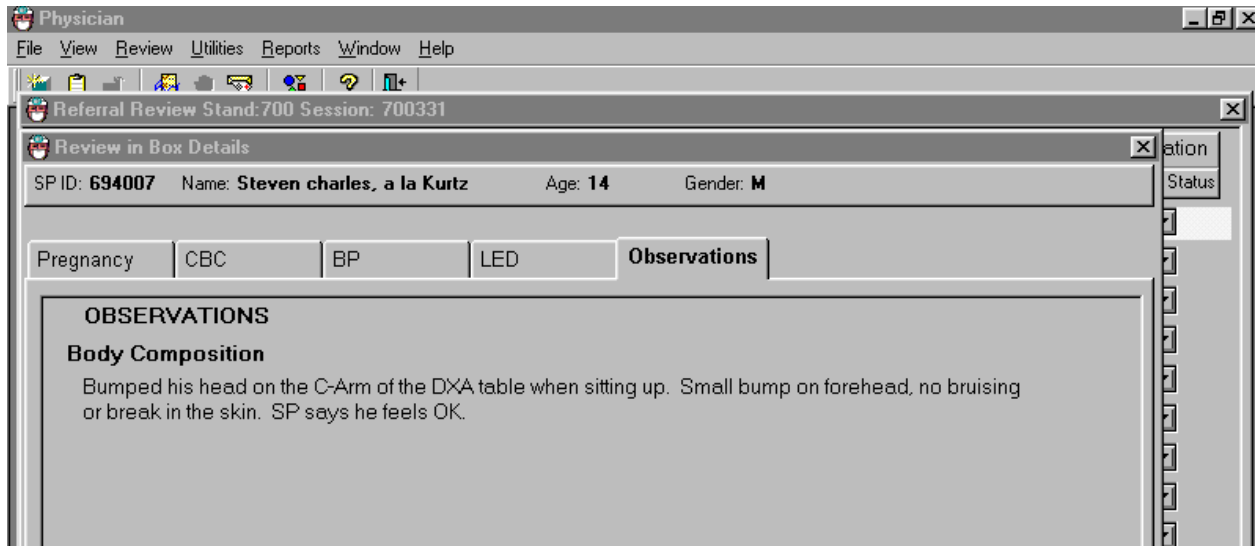 Physician
File View Review Utilities Reports Window Help
Referral Review Stand:700 Session: 700331
Review in Box Details
ation
SP ID: 694007 Name: Steven charles, a la Kurtz Age: 14 Gender: M
Status
Pregnancy CBC BP LED Observations
OBSERVATIONS
Body Composition
Bumped his head on the C-Arm of the DXA table when sitting up. Small bump on forehead, no bruising
or break in the skin. SP says he feels OK.